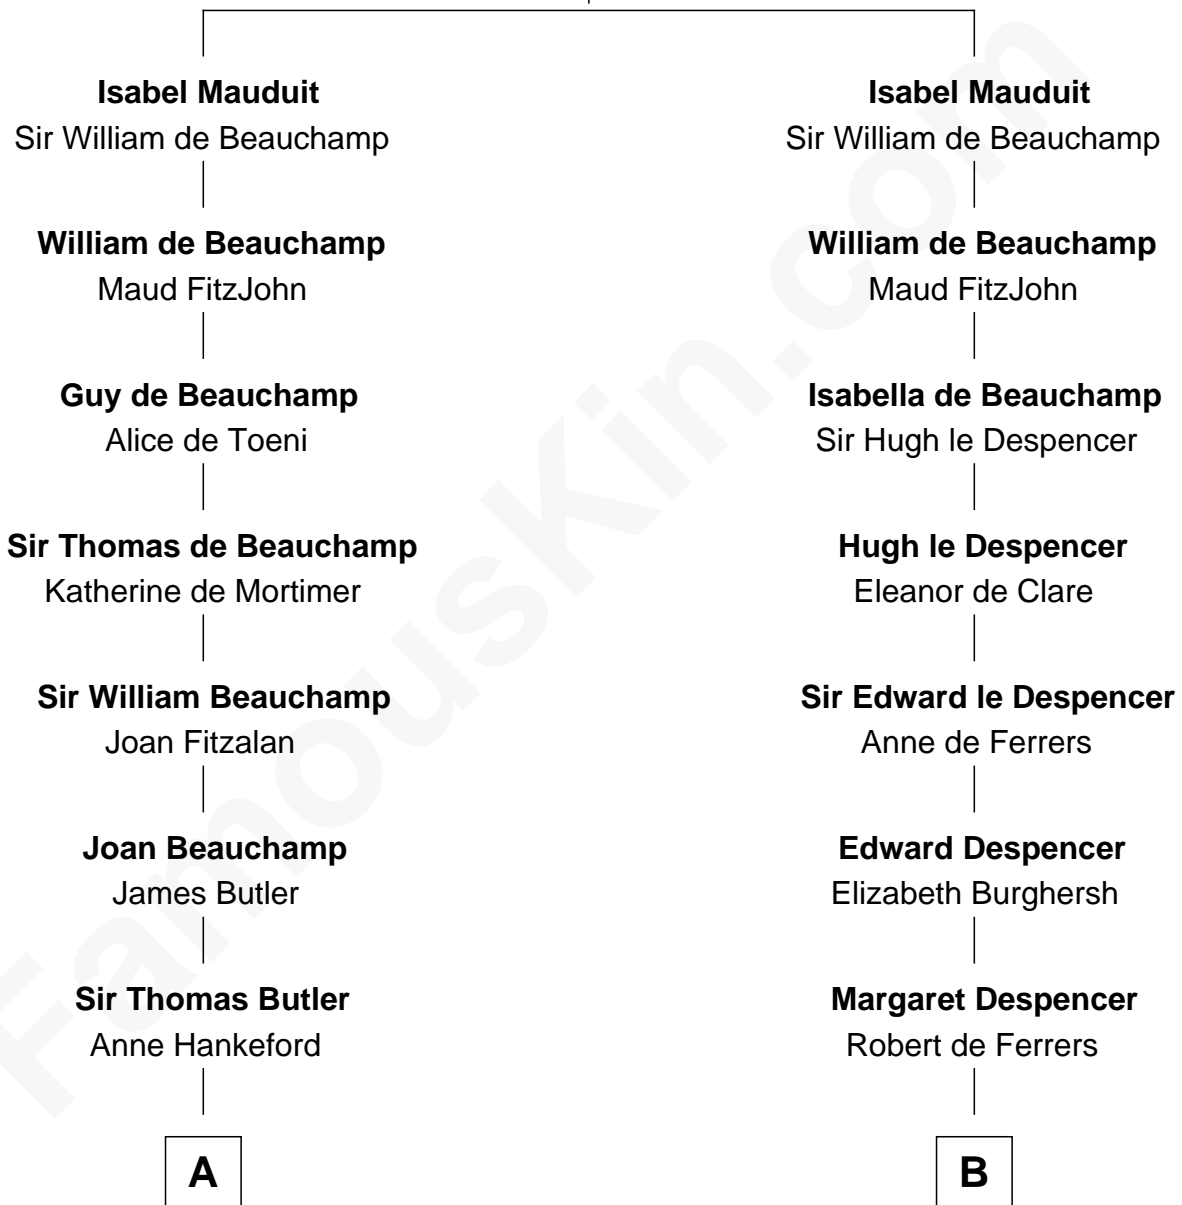 Isabel Mauduit
Sir William de Beauchamp
William de Beauchamp
Maud FitzJohn
Guy de Beauchamp
Alice de Toeni
Sir Thomas de Beauchamp
Katherine de Mortimer
Sir William Beauchamp
Joan Fitzalan
Joan Beauchamp
James Butler
Sir Thomas Butler
Anne Hankeford
A
Isabel Mauduit
Sir William de Beauchamp
William de Beauchamp
Maud FitzJohn
Isabella de Beauchamp
Sir Hugh le Despencer
Hugh le Despencer
Eleanor de Clare
Sir Edward le Despencer
Anne de Ferrers
Edward Despencer
Elizabeth Burghersh
Margaret Despencer
Robert de Ferrers
B
FamousKin.com